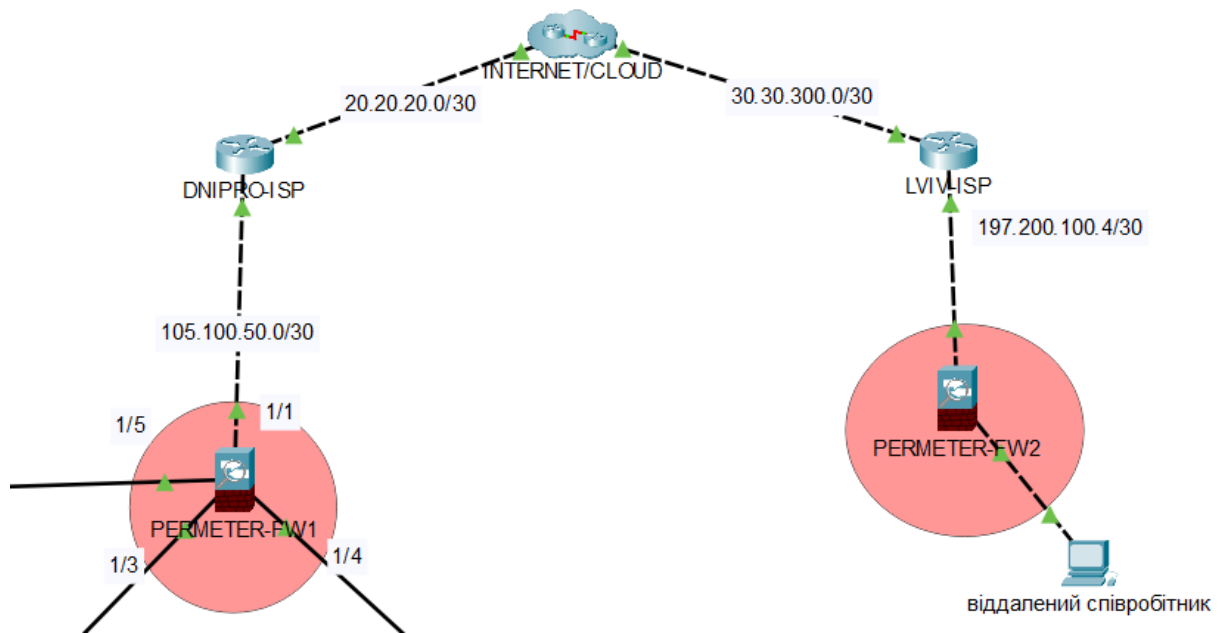 INTERNET/CLOUD
20.20.20.0/30
30.30.300.0/30
DNIPRO-ISP
LVIV-ISP
197.200.100.4/30
105.100.50.0/30
1/5
1/1
PERMETER-FW1
1/3
1/4
PERMETER-FW2
віддалений співробітник